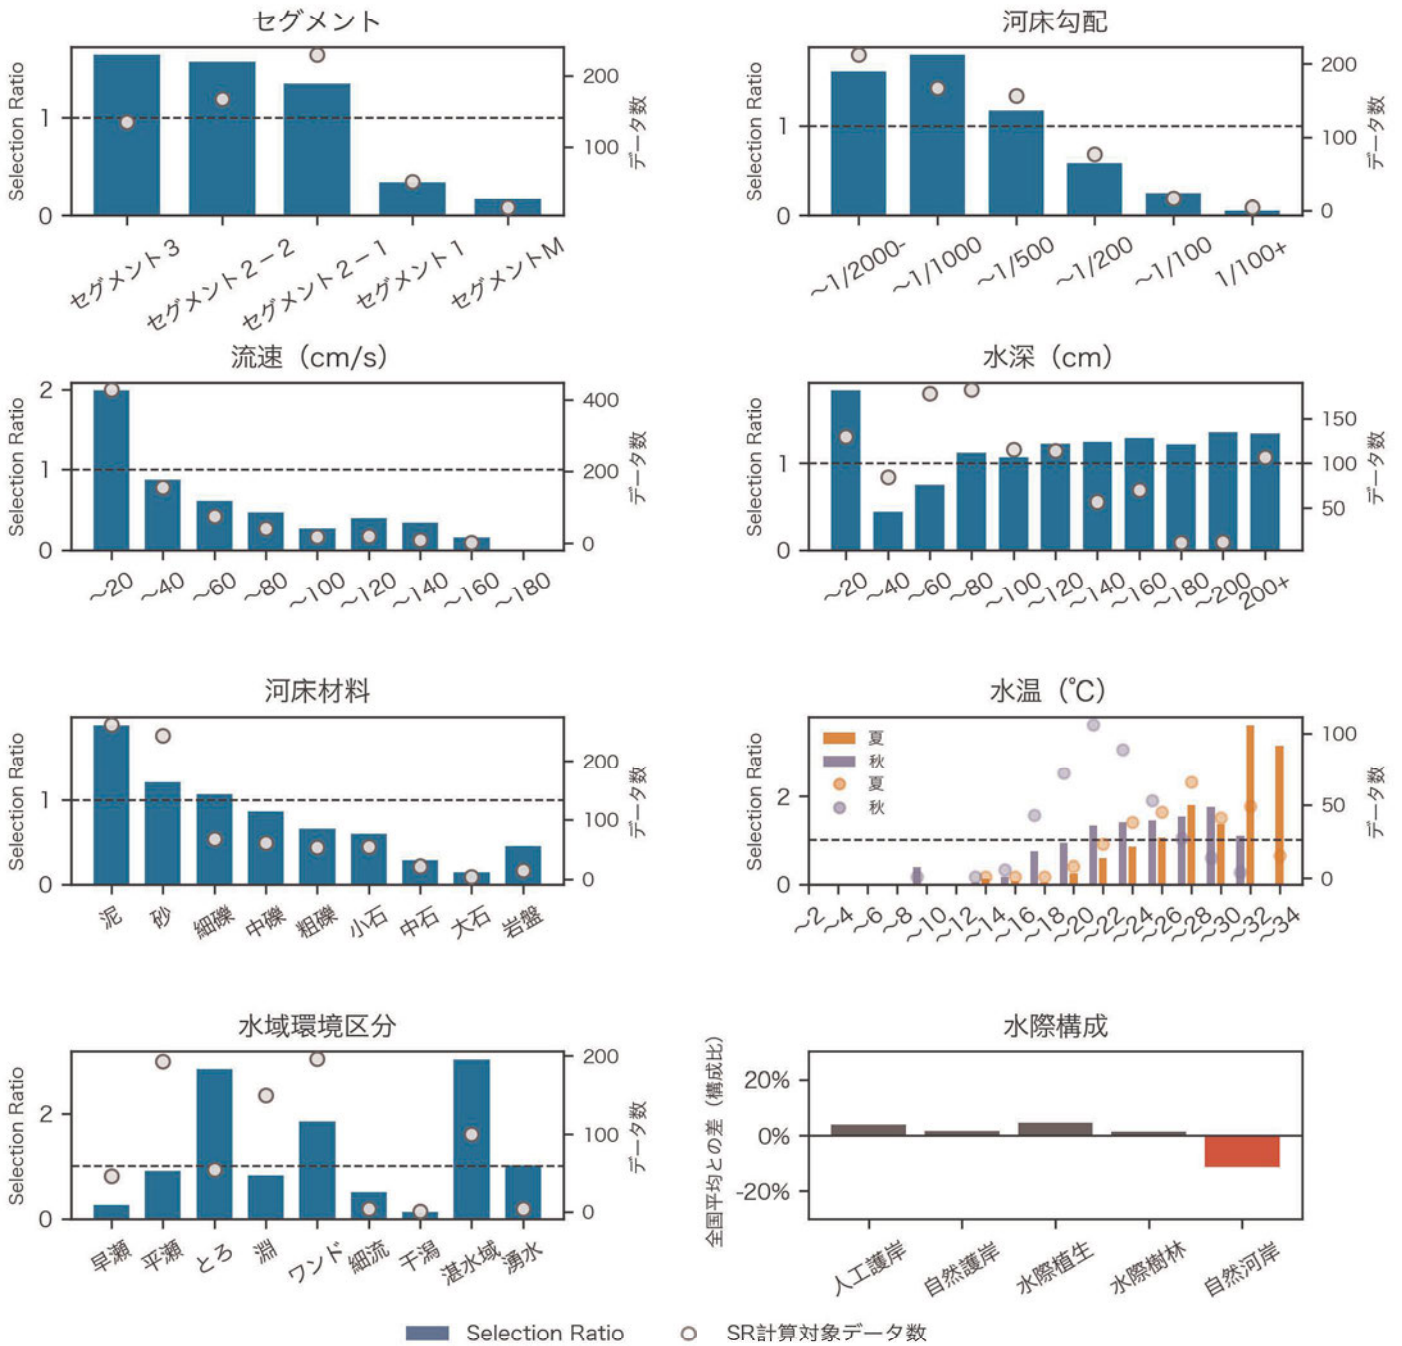 セグメント
Selection Ratio
1
0
200
100
データ数
セグメント3
セグメント2−2
セグメント2−1
セグメント1
セグメントM
河床勾配
Selection Ratio
1
0
200
100
0
データ数
～1/2000-
～1/1000
～1/500
～1/200
～1/100
1/100+
流速（cm/s）
Selection Ratio
2
1
0
400
200
0
データ数
～20
～40
～60
～80
～100
～120
～140
～160
～180
水深（cm）
Selection Ratio
1
0
150
100
50
データ数
～20
～40
～60
～80
～100
～120
～140
～160
～180
～200
200+
河床材料
Selection Ratio
1
0
200
100
0
データ数
泥
砂
細礫
中礫
粗礫
小石
中石
大石
岩盤
水温（℃）
Selection Ratio
2
0
夏
秋
夏
秋
100
50
0
データ数
～2
～4
～6
～8
～10
～12
～14
～16
～18
～20
～22
～24
～26
～28
～30
～32
～34
水域環境区分
Selection Ratio
2
0
200
100
0
データ数
早瀬
平瀬
とろ
淵
ワンド
細流
干潟
湛水域
湧水
水際構成
全国平均との差（構成比）
20%
0%
-20%
人工護岸
自然護岸
水際植生
水際樹林
自然河岸
Selection Ratio
SR計算対象データ数